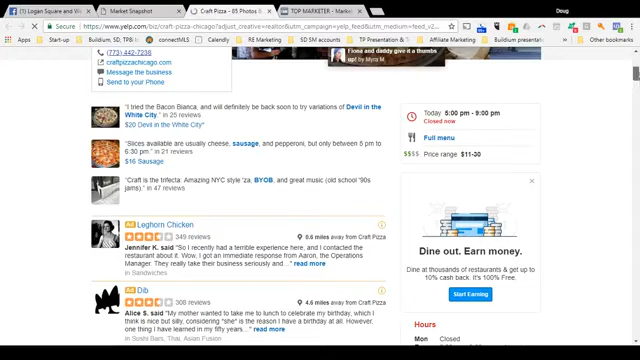 Doug
Logan Square and Wi
Market Snapshot
Craft Pizza - 85 Photos &
TOP MARKETER -
Secure
https://www.yelp.com/biz/craft-pizza-chicago?adjust_creative=realtor&utm_campaign=yelp_feed&utm_medium=feed_v2...
Bookmarks
Buildium, SD, TP-BI
Tools
connectMLS
Calendly
RE Marketing
SD SM accounts
TP Presentation & T
Affiliate Marketing
Buildium presentatio
Other bookmarks
(773) 442-7238
craftpizzachicago.com
Message the business
Send to your Phone
Fiona and daddy give it a thumbs
up! by Myra M.
"I tried the Bacon Bianca, and will definitely be back soon to try variations of Devil in the
White City." in 25 reviews
$20 Devil in the White City"
"Slices available are usually cheese, sausage, and pepperoni, but only between 5 pm to
6:30 pm." in 21 reviews
$16 Sausage
"Craft is the trifecta: Amazing NYC style 'za, BYOB, and great music (old school '90s
jams)." in 47 reviews
Ad Leghorn Chicken
349 reviews
0.6 miles away from Craft Pizza
Jennifer K. said "So I recently had a terrible experience here, and I contacted the
restaurant about it. Wow, I got an immediate response from Aaron, the Operations
Manager. They really take their business seriously and..." read more
in Sandwiches
Ad Dib
308 reviews
4.6 miles away from Craft Pizza
Alice S. said "My mother wanted to take me to lunch to celebrate my birthday, which I
think is nice but silly, considering *she* is the reason I have a birthday at all. However,
one thing I have learned in my fifty years..." read more
in Sushi Bars, Thai, Asian Fusion
Today 5:00 pm - 9:00 pm
Closed now
Full menu
$$$$ Price range $11-30
Dine out. Earn money.
Dine at thousands of restaurants & get up to
10% cash back. It's 100% Free.
Start Earning
Hours
Mon Closed